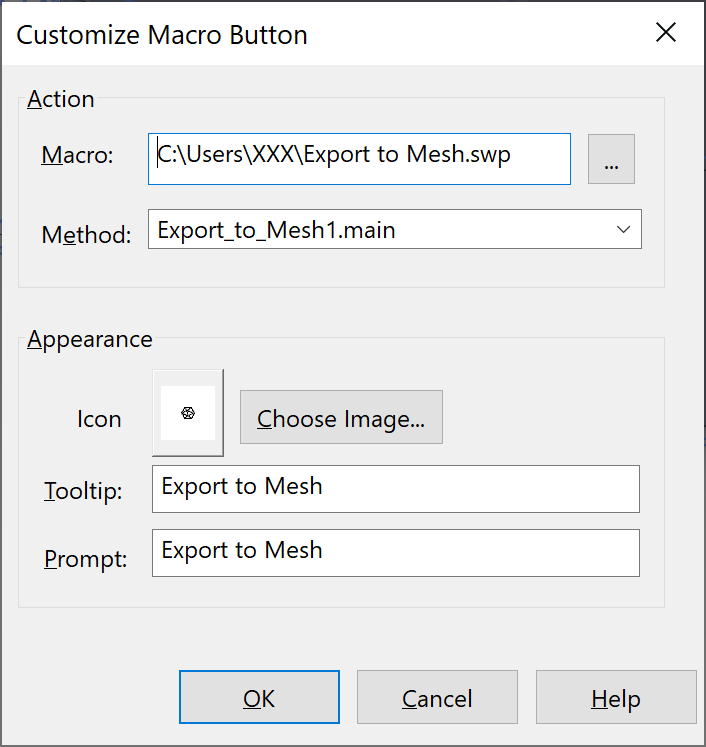 Customize Macro Button
Action
Macro: C:\Users\XXX\Export to Mesh.swp ...
Method: Export_to_Mesh1.main
Appearance
Icon Choose Image...
Tooltip: Export to Mesh
Prompt: Export to Mesh
OK Cancel Help